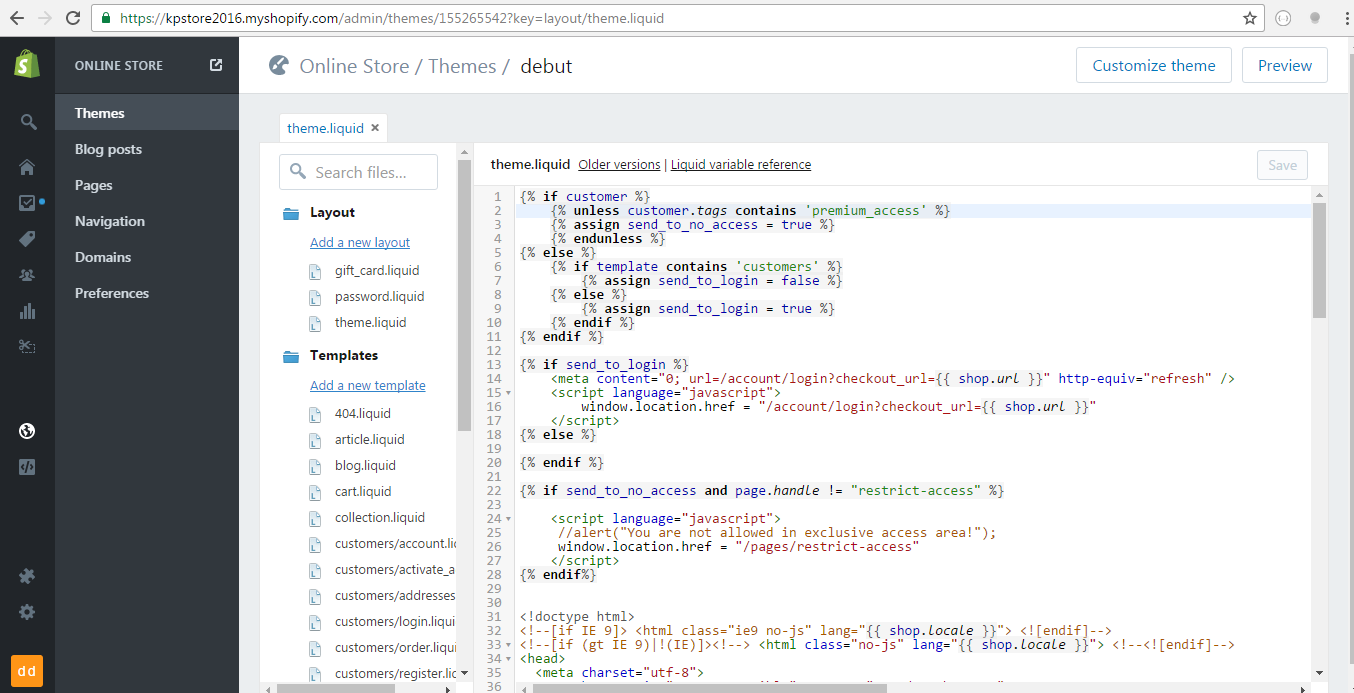 https://kpstore2016.myshopify.com/admin/themes/155265542?key=layout/theme.liquid
ONLINE STORE
Themes
Blog posts
Pages
Navigation
Domains
Preferences
dd
Online Store / Themes / debut
Customize theme
Preview
theme.liquid ×
Search files...
Layout
Add a new layout
gift_card.liquid
password.liquid
theme.liquid
Templates
Add a new template
404.liquid
article.liquid
blog.liquid
cart.liquid
collection.liquid
customers/account.lic
customers/activate_a
customers/addresses
customers/login.liqui
customers/order.liqui
customers/register.lic
theme.liquid Older versions | Liquid variable reference
Save
1 {% if customer %}
2     {% unless customer.tags contains 'premium_access' %}
3     {% assign send_to_no_access = true %}
4     {% endunless %}
5 {% else %}
6     {% if template contains 'customers' %}
7         {% assign send_to_login = false %}
8     {% else %}
9         {% assign send_to_login = true %}
10     {% endif %}
11 {% endif %}
12
13 {% if send_to_login %}
14     <meta content="0; url=/account/login?checkout_url={{ shop.url }}" http-equiv="refresh" />
15     <script language="javascript">
16         window.location.href = "/account/login?checkout_url={{ shop.url }}"
17     </script>
18 {% else %}
19
20 {% endif %}
21
22 {% if send_to_no_access and page.handle != "restrict-access" %}
23
24     <script language="javascript">
25      //alert("You are not allowed in exclusive access area!");
26      window.location.href = "/pages/restrict-access"
27     </script>
28 {% endif%}
29
30
31 <!doctype html>
32 <!--[if IE 9]> <html class="ie9 no-js" lang="{{ shop.locale }}"> <![endif]-->
33 <!--[if (gt IE 9)|!(IE)]><!--> <html class="no-js" lang="{{ shop.locale }}"> <!--<![endif]-->
34 <head>
35   <meta charset="utf-8">
36